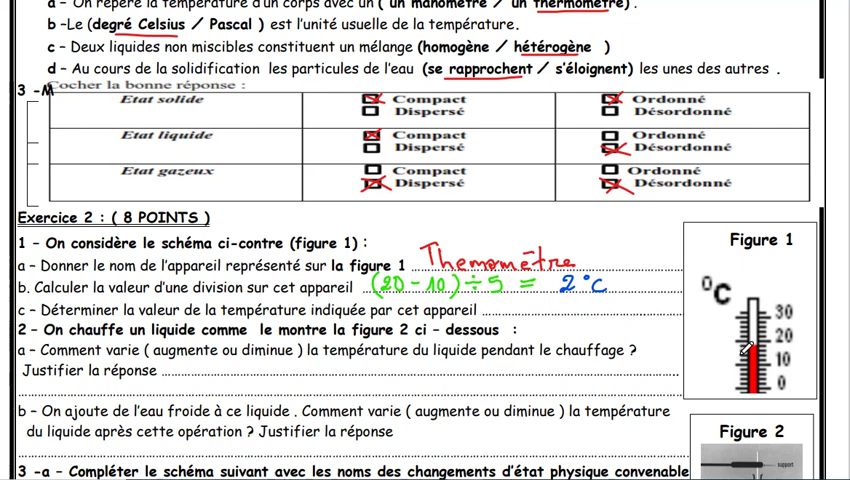 a – On repère la température d'un corps avec un ( un manomètre / un thermomètre) .
b –Le (degré Celsius / Pascal ) est l'unité usuelle de la température.
c – Deux liquides non miscibles constituent un mélange (homogène / hétérogène )
d – Au cours de la solidification les particules de l'eau (se rapprochent / s'éloignent) les unes des autres .
3 -M
Cocher la bonne réponse :
Etat solide Compact Ordonné
Dispersé Désordonné
Etat liquide Compact Ordonné
Dispersé Désordonné
Etat gazeux Compact Ordonné
Dispersé Désordonné
Exercice 2 : ( 8 POINTS )
1 – On considère le schéma ci-contre (figure 1) :
a – Donner le nom de l'appareil représenté sur la figure 1 Themomètre
b. Calculer la valeur d'une division sur cet appareil (20 - 10) ÷ 5 = 2 °C
c – Déterminer la valeur de la température indiquée par cet appareil
2 – On chauffe un liquide comme le montre la figure 2 ci – dessous :
a – Comment varie ( augmente ou diminue ) la température du liquide pendant le chauffage ?
Justifier la réponse
b – On ajoute de l'eau froide à ce liquide . Comment varie ( augmente ou diminue ) la température
du liquide après cette opération ? Justifier la réponse
3 -a – Compléter le schéma suivant avec les noms des changements d'état physique convenable
Figure 1
°C
30
20
10
0
Figure 2
support